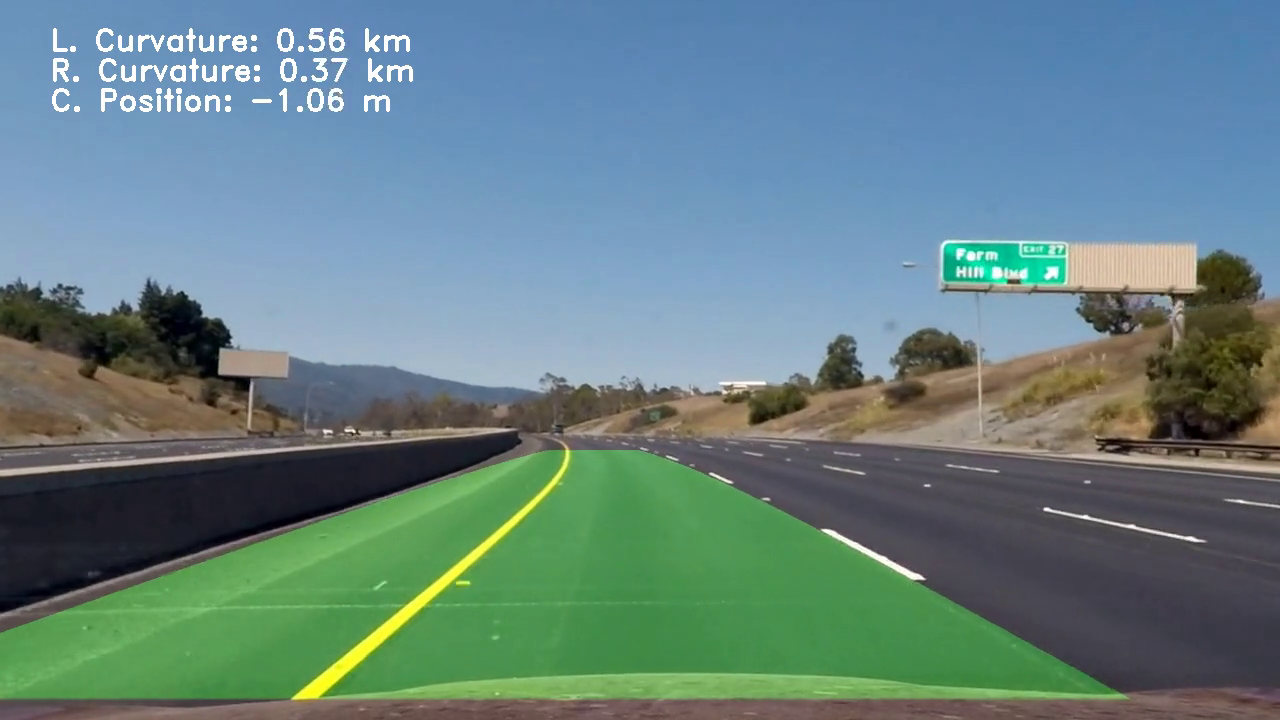 L. Curvature: 0.56 km
R. Curvature: 0.37 km
C. Position: -1.06 m
EXIT 27
Farm
Hill Blvd